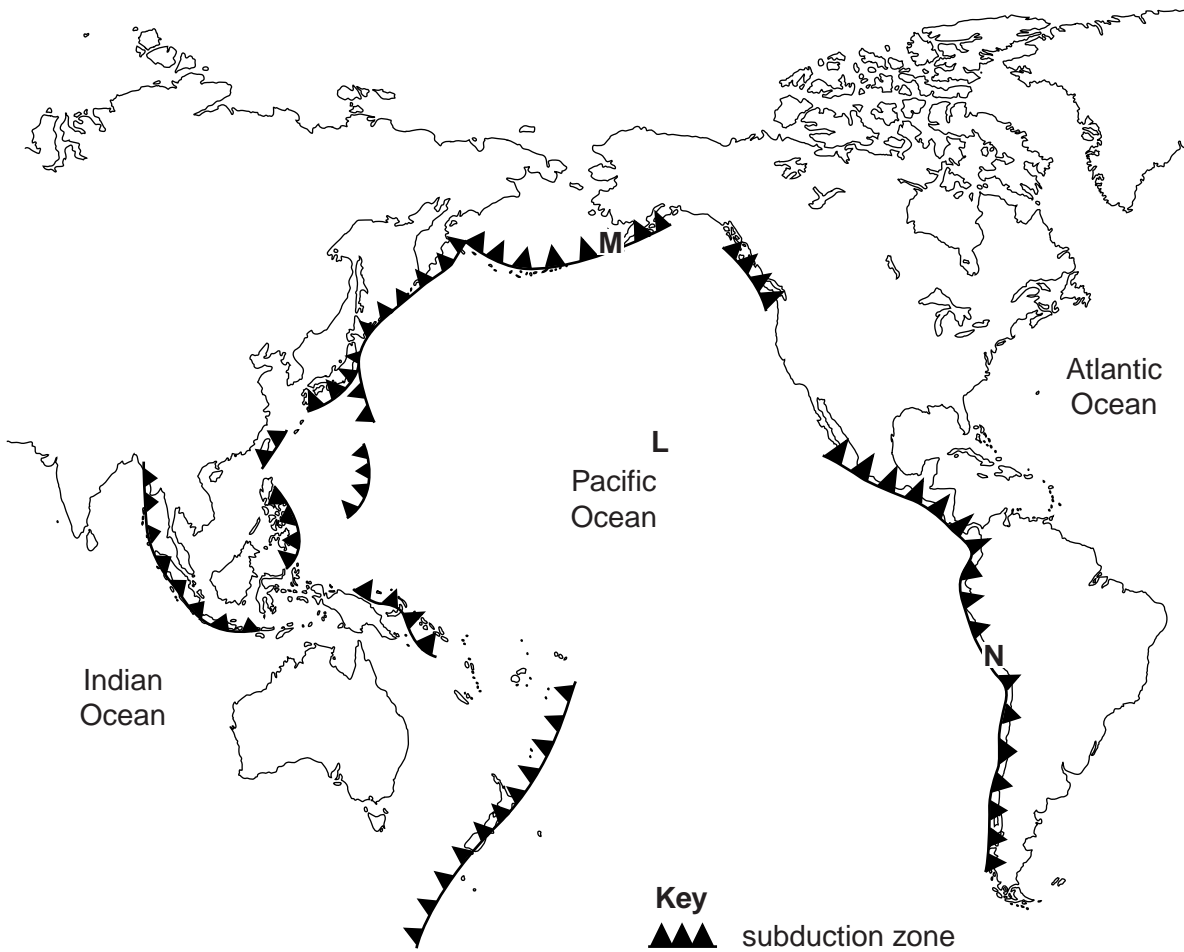 M
Atlantic
Ocean
L
Pacific
Ocean
N
Indian
Ocean
Key
subduction zone